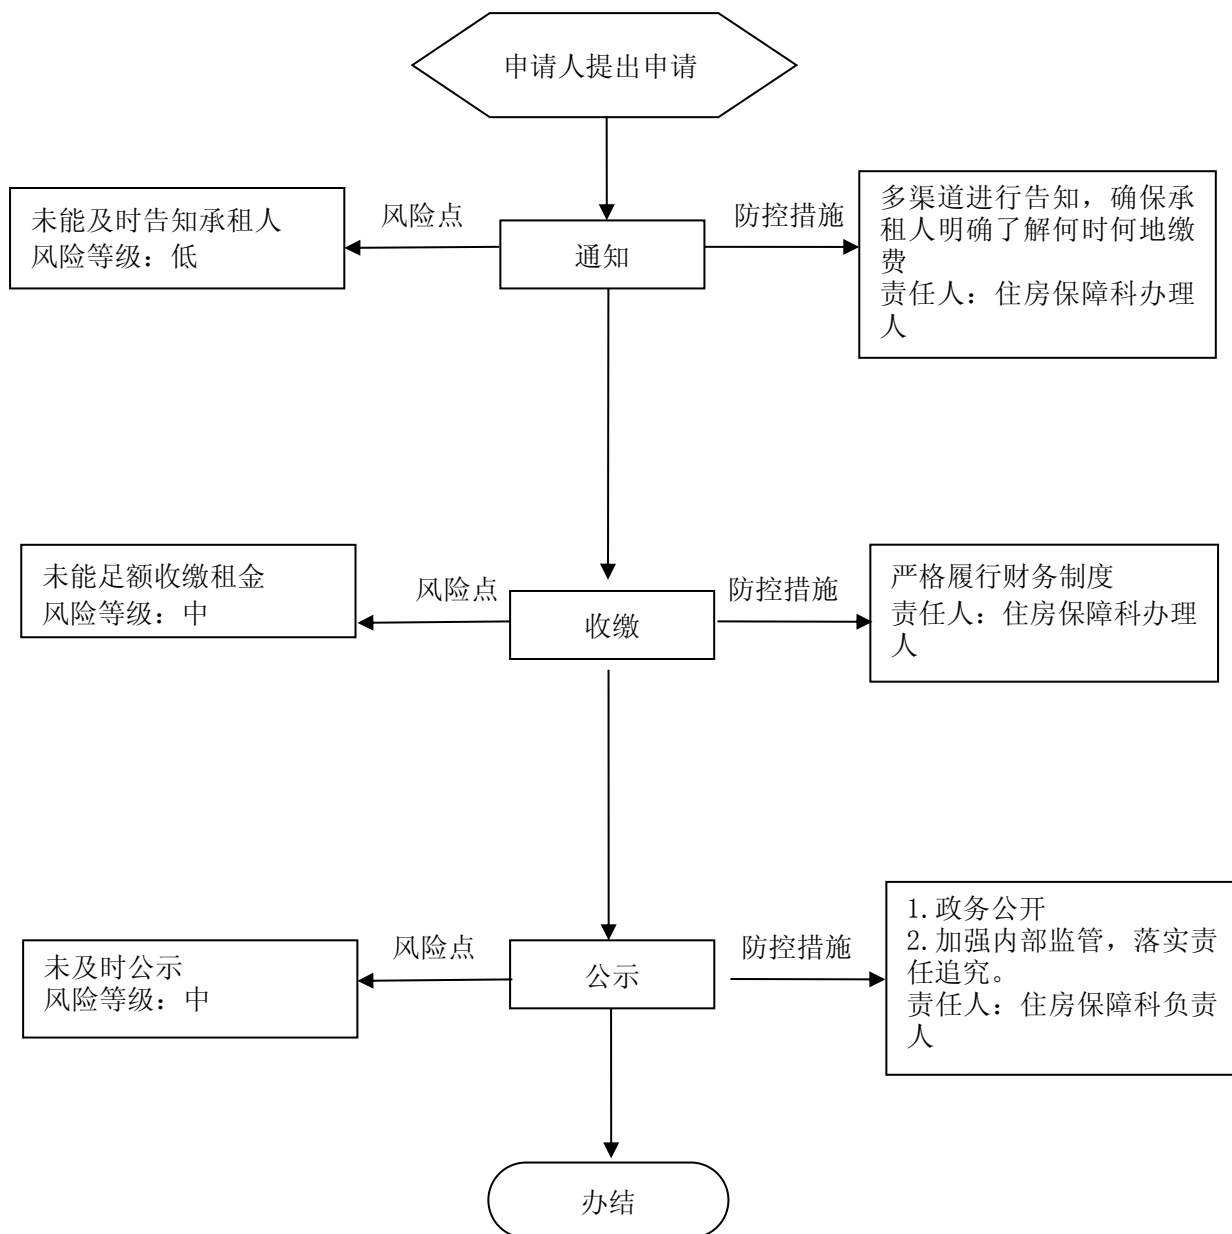 申请人提出申请
未能及时告知承租人
风险等级：低
风险点
通知
防控措施
多渠道进行告知，确保承
租人明确了解何时何地缴
费
责任人：住房保障科办理
人
未能足额收缴租金
风险等级：中
风险点
收缴
防控措施
严格履行财务制度
责任人：住房保障科办理
人
未及时公示
风险等级：中
风险点
公示
防控措施
1.政务公开
2.加强内部监管，落实责
任追究。
责任人：住房保障科负责
人
办结